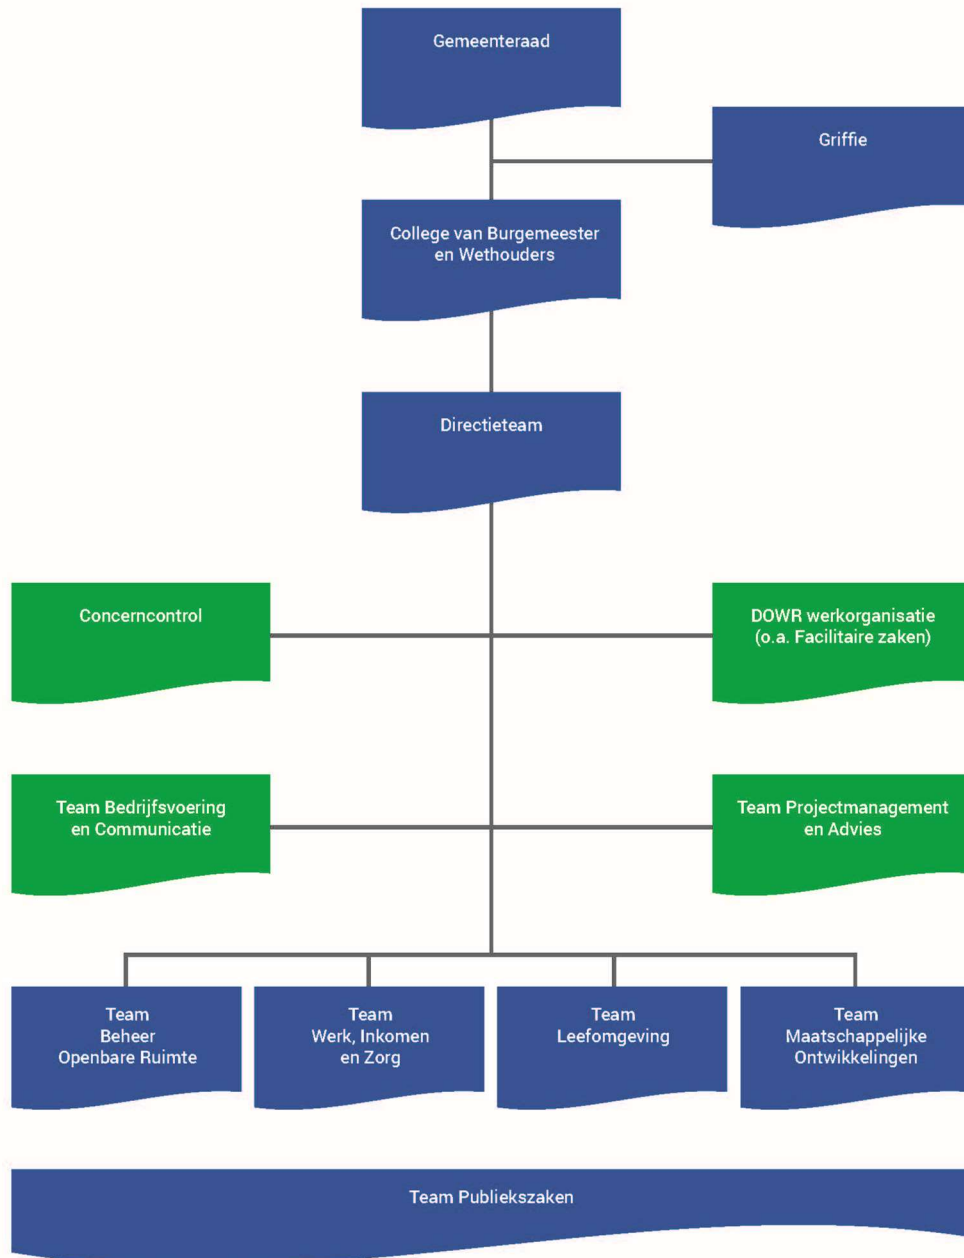 Gemeenteraad
Griffie
College van Burgemeester
en Wethouders
Directieteam
Concerncontrol
DOWR werkorganisatie
(o.a. Facilitaire zaken)
Team Bedrijfsvoering
en Communicatie
Team Projectmanagement
en Advies
Team
Beheer
Openbare Ruimte
Team
Werk, Inkomen
en Zorg
Team
Leefomgeving
Team
Maatschappelijke
Ontwikkelingen
Team Publiekszaken